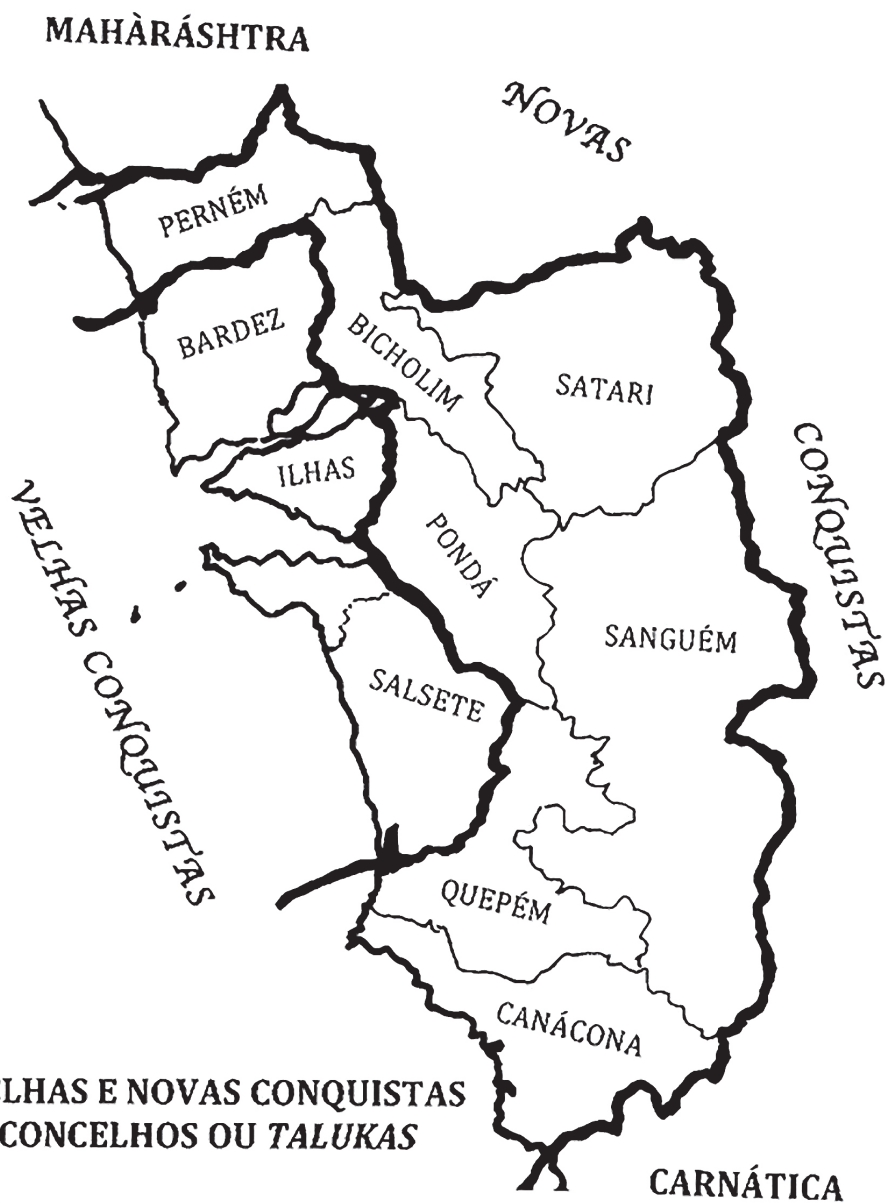 MAHÀRÁSHTRA
NOVAS
PERNÉM
BARDEZ
BICHOLIM
SATARI
CONQUISTAS
ILHAS
VELHAS CONQUISTAS
PONDÁ
SANGUÉM
SALSETE
QUEPÉM
CANÁCONA
ELHAS E NOVAS CONQUISTAS
CONCELHOS OU TALUKAS
CARNÁTICA